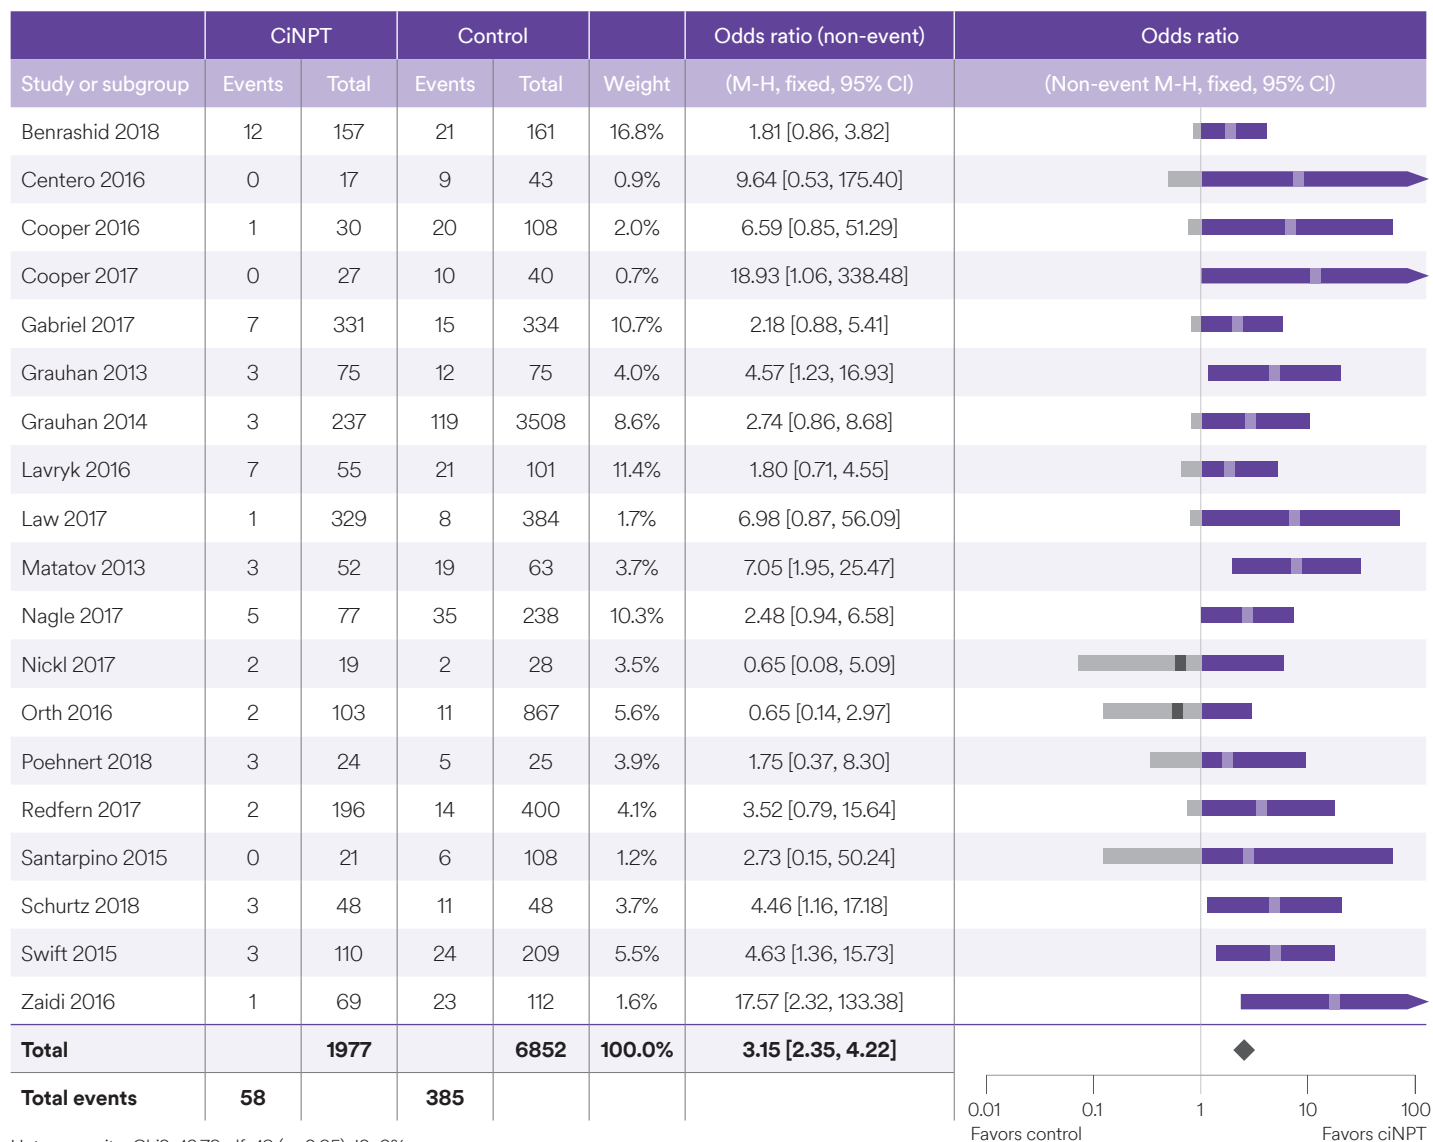 CiNPT Control Odds ratio (non-event) Odds ratio
Study or subgroup Events Total Events Total Weight (M-H, fixed, 95% CI) (Non-event M-H, fixed, 95% CI)
Benrashid 2018 12 157 21 161 16.8% 1.81 [0.86, 3.82]
Centero 2016 0 17 9 43 0.9% 9.64 [0.53, 175.40]
Cooper 2016 1 30 20 108 2.0% 6.59 [0.85, 51.29]
Cooper 2017 0 27 10 40 0.7% 18.93 [1.06, 338.48]
Gabriel 2017 7 331 15 334 10.7% 2.18 [0.88, 5.41]
Grauhan 2013 3 75 12 75 4.0% 4.57 [1.23, 16.93]
Grauhan 2014 3 237 119 3508 8.6% 2.74 [0.86, 8.68]
Lavryk 2016 7 55 21 101 11.4% 1.80 [0.71, 4.55]
Law 2017 1 329 8 384 1.7% 6.98 [0.87, 56.09]
Matatov 2013 3 52 19 63 3.7% 7.05 [1.95, 25.47]
Nagle 2017 5 77 35 238 10.3% 2.48 [0.94, 6.58]
Nickl 2017 2 19 2 28 3.5% 0.65 [0.08, 5.09]
Orth 2016 2 103 11 867 5.6% 0.65 [0.14, 2.97]
Poehnert 2018 3 24 5 25 3.9% 1.75 [0.37, 8.30]
Redfern 2017 2 196 14 400 4.1% 3.52 [0.79, 15.64]
Santarpino 2015 0 21 6 108 1.2% 2.73 [0.15, 50.24]
Schurtz 2018 3 48 11 48 3.7% 4.46 [1.16, 17.18]
Swift 2015 3 110 24 209 5.5% 4.63 [1.36, 15.73]
Zaidi 2016 1 69 23 112 1.6% 17.57 [2.32, 133.38]
Total 1977 6852 100.0% 3.15 [2.35, 4.22]
Total events 58 385
0.01 0.1 1 10 100
Favors control Favors ciNPT